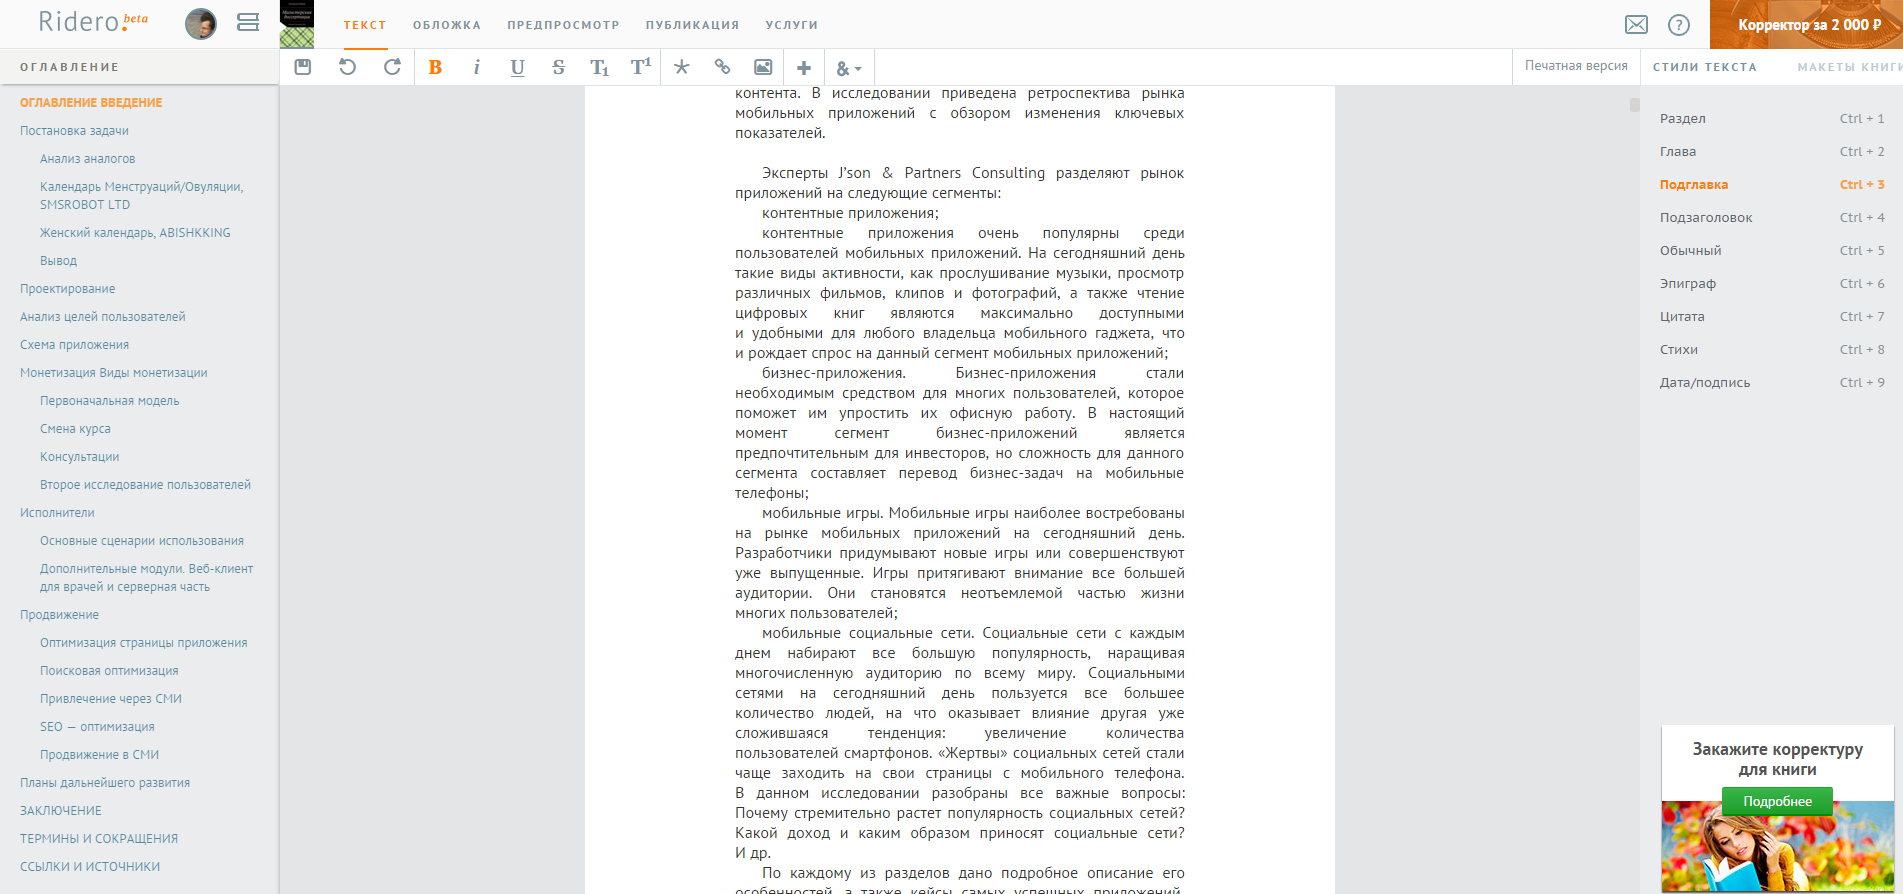 Ridero. beta
ТЕКСТ
ОБЛОЖКА
ПРЕДПРОСМОТР
ПУБЛИКАЦИЯ
УСЛУГИ
?
Корректор за 2 000 ₽
ОГЛАВЛЕНИЕ
B i U S T1 T1 &
Печатная версия
СТИЛИ ТЕКСТА
МАКЕТЫ КНИГИ
ОГЛАВЛЕНИЕ ВВЕДЕНИЕ
Постановка задачи
Анализ аналогов
Календарь Менструаций/Овуляции,
SMSROBOT LTD
Женский календарь, ABISHKKING
Вывод
Проектирование
Анализ целей пользователей
Схема приложения
Монетизация Виды монетизации
Первоначальная модель
Смена курса
Консультации
Второе исследование пользователей
Исполнители
Основные сценарии использования
Дополнительные модули. Веб-клиент
для врачей и серверная часть
Продвижение
Оптимизация страницы приложения
Поисковая оптимизация
Привлечение через СМИ
SEO — оптимизация
Продвижение в СМИ
Планы дальнейшего развития
ЗАКЛЮЧЕНИЕ
ТЕРМИНЫ И СОКРАЩЕНИЯ
ССЫЛКИ И ИСТОЧНИКИ
контента. В исследовании приведена ретроспектива рынка
мобильных приложений с обзором изменения ключевых
показателей.
Эксперты J’son & Partners Consulting разделяют рынок
приложений на следующие сегменты:
контентные приложения;
контентные приложения очень популярны среди
пользователей мобильных приложений. На сегодняшний день
такие виды активности, как прослушивание музыки, просмотр
различных фильмов, клипов и фотографий, а также чтение
цифровых книг являются максимально доступными
и удобными для любого владельца мобильного гаджета, что
и рождает спрос на данный сегмент мобильных приложений;
бизнес-приложения. Бизнес-приложения стали
необходимым средством для многих пользователей, которое
поможет им упростить их офисную работу. В настоящий
момент сегмент бизнес-приложений является
предпочтительным для инвесторов, но сложность для данного
сегмента составляет перевод бизнес-задач на мобильные
телефоны;
мобильные игры. Мобильные игры наиболее востребованы
на рынке мобильных приложений на сегодняшний день.
Разработчики придумывают новые игры или совершенствуют
уже выпущенные. Игры притягивают внимание все большей
аудитории. Они становятся неотъемлемой частью жизни
многих пользователей;
мобильные социальные сети. Социальные сети с каждым
днем набирают все большую популярность, наращивая
многочисленную аудиторию по всему миру. Социальными
сетями на сегодняшний день пользуется все большее
количество людей, на что оказывает влияние другая уже
сложившаяся тенденция: увеличение количества
пользователей смартфонов. «Жертвы» социальных сетей стали
чаще заходить на свои страницы с мобильного телефона.
В данном исследовании разобраны все важные вопросы:
Почему стремительно растет популярность социальных сетей?
Какой доход и каким образом приносят социальные сети?
И др.
По каждому из разделов дано подробное описание его
особенностей, а также кейсы самых успешных приложений.
Раздел Ctrl + 1
Глава Ctrl + 2
Подглавка Ctrl + 3
Подзаголовок Ctrl + 4
Обычный Ctrl + 5
Эпиграф Ctrl + 6
Цитата Ctrl + 7
Стихи Ctrl + 8
Дата/подпись Ctrl + 9
Закажите корректуру
для книги
Подробнее